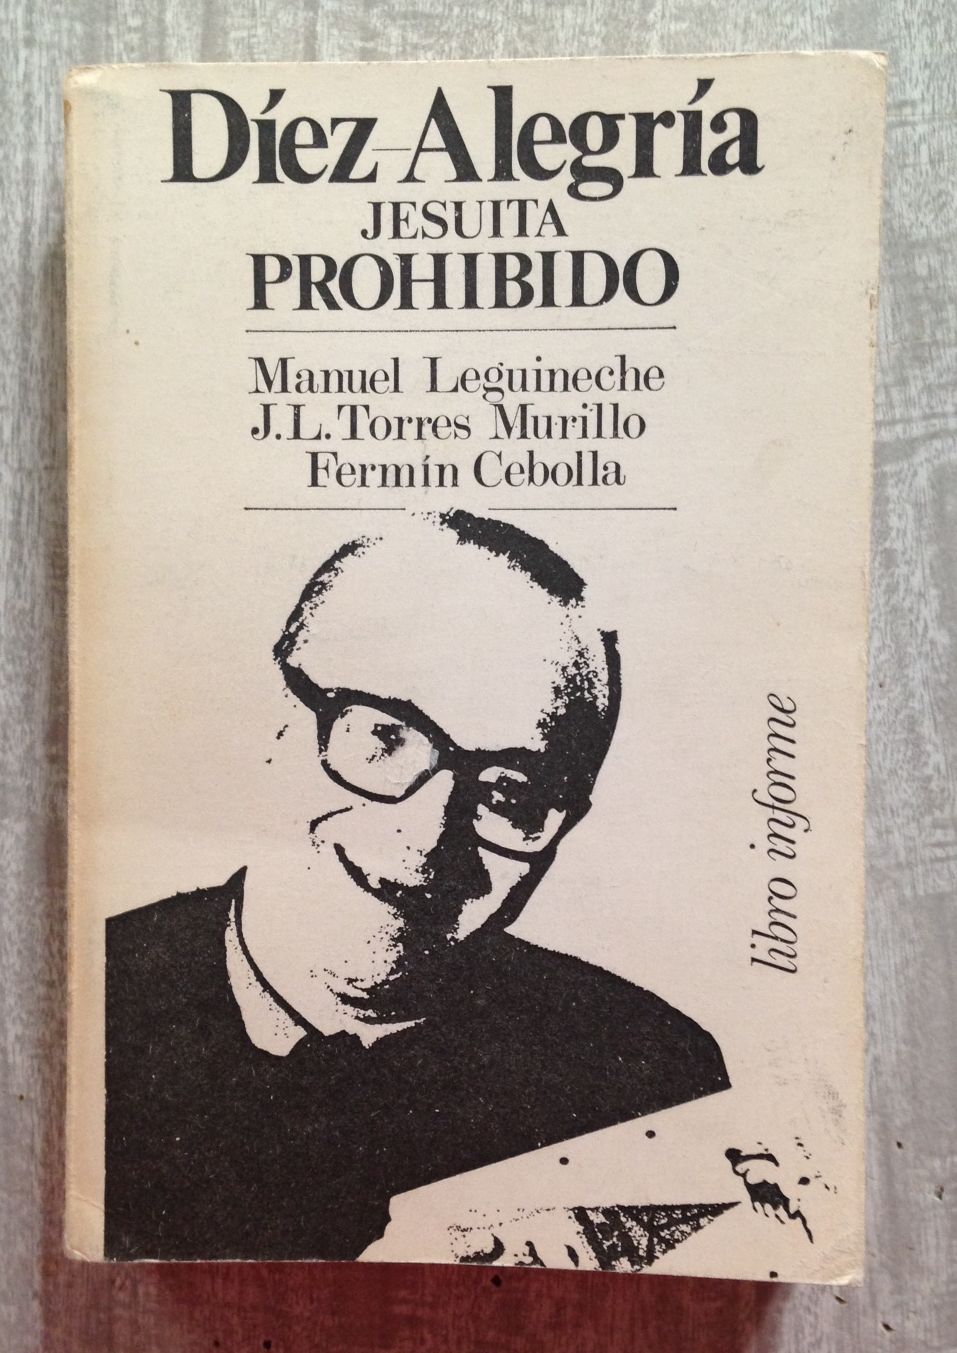 Díez-Alegría
JESUITA
PROHIBIDO
Manuel Leguineche
J.L. Torres Murillo
Fermín Cebolla
libro informe